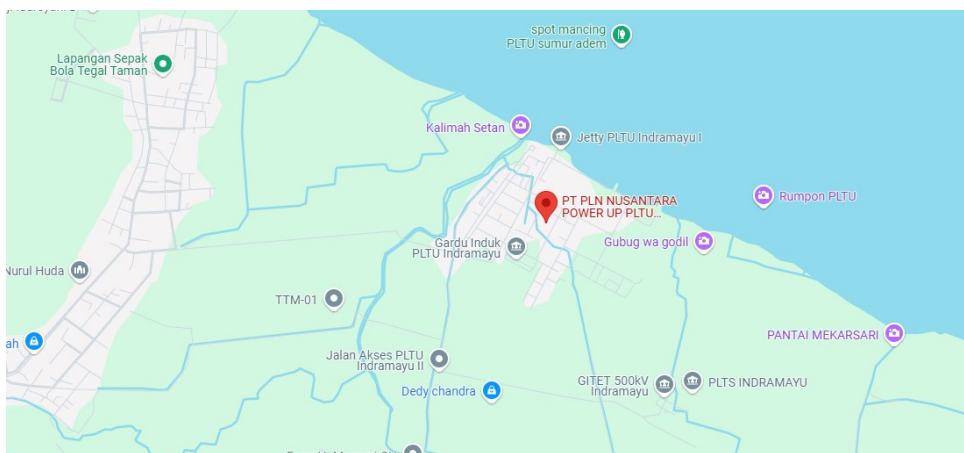 spot mancing
PLTU sumur adem
Lapangan Sepak
Bola Tegal Taman
Kalimah Setan
Jetty PLTU Indramayu I
Rumpon PLTU
PT PLN NUSANTARA
POWER UP PLTU...
Gardu Induk
PLTU Indramayu
Gubug wa godil
Nurul Huda
TTM-01
ah
PANTAI MEKARSARI
Jalan Akses PLTU
Indramayu II
Dedy chandra
GITET 500kV
Indramayu
PLTS INDRAMAYU